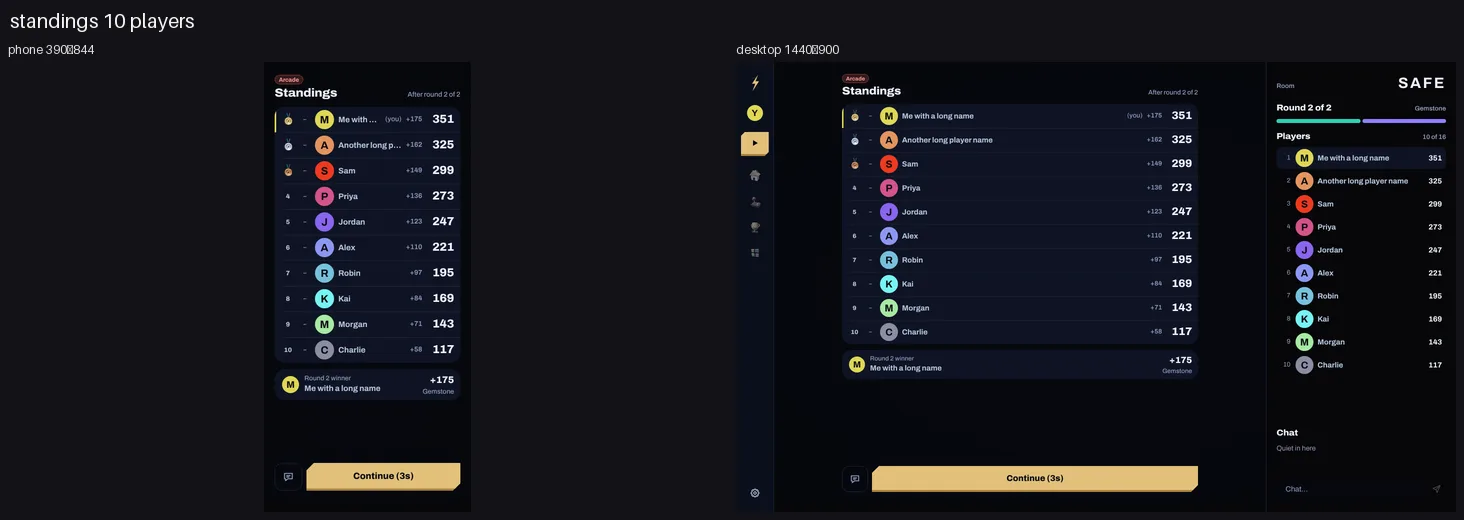 standings 10 players
phone 390▯844
Arcade
Standings
After round 2 of 2
– M Me with ... (you) +175 351
– A Another long p... +162 325
– S Sam +149 299
4 – P Priya +136 273
5 – J Jordan +123 247
6 – A Alex +110 221
7 – R Robin +97 195
8 – K Kai +84 169
9 – M Morgan +71 143
10 – C Charlie +58 117
M
Round 2 winner
Me with a long name
+175
Gemstone
Continue (3s)
desktop 1440▯900
Y
Arcade
Standings
After round 2 of 2
– M Me with a long name (you) +175 351
– A Another long player name +162 325
– S Sam +149 299
4 – P Priya +136 273
5 – J Jordan +123 247
6 – A Alex +110 221
7 – R Robin +97 195
8 – K Kai +84 169
9 – M Morgan +71 143
10 – C Charlie +58 117
M
Round 2 winner
Me with a long name
+175
Gemstone
Continue (3s)
Room SAFE
Round 2 of 2 Gemstone
Players 10 of 16
1 M Me with a long name 351
2 A Another long player name 325
3 S Sam 299
4 P Priya 273
5 J Jordan 247
6 A Alex 221
7 R Robin 195
8 K Kai 169
9 M Morgan 143
10 C Charlie 117
Chat
Quiet in here
Chat...